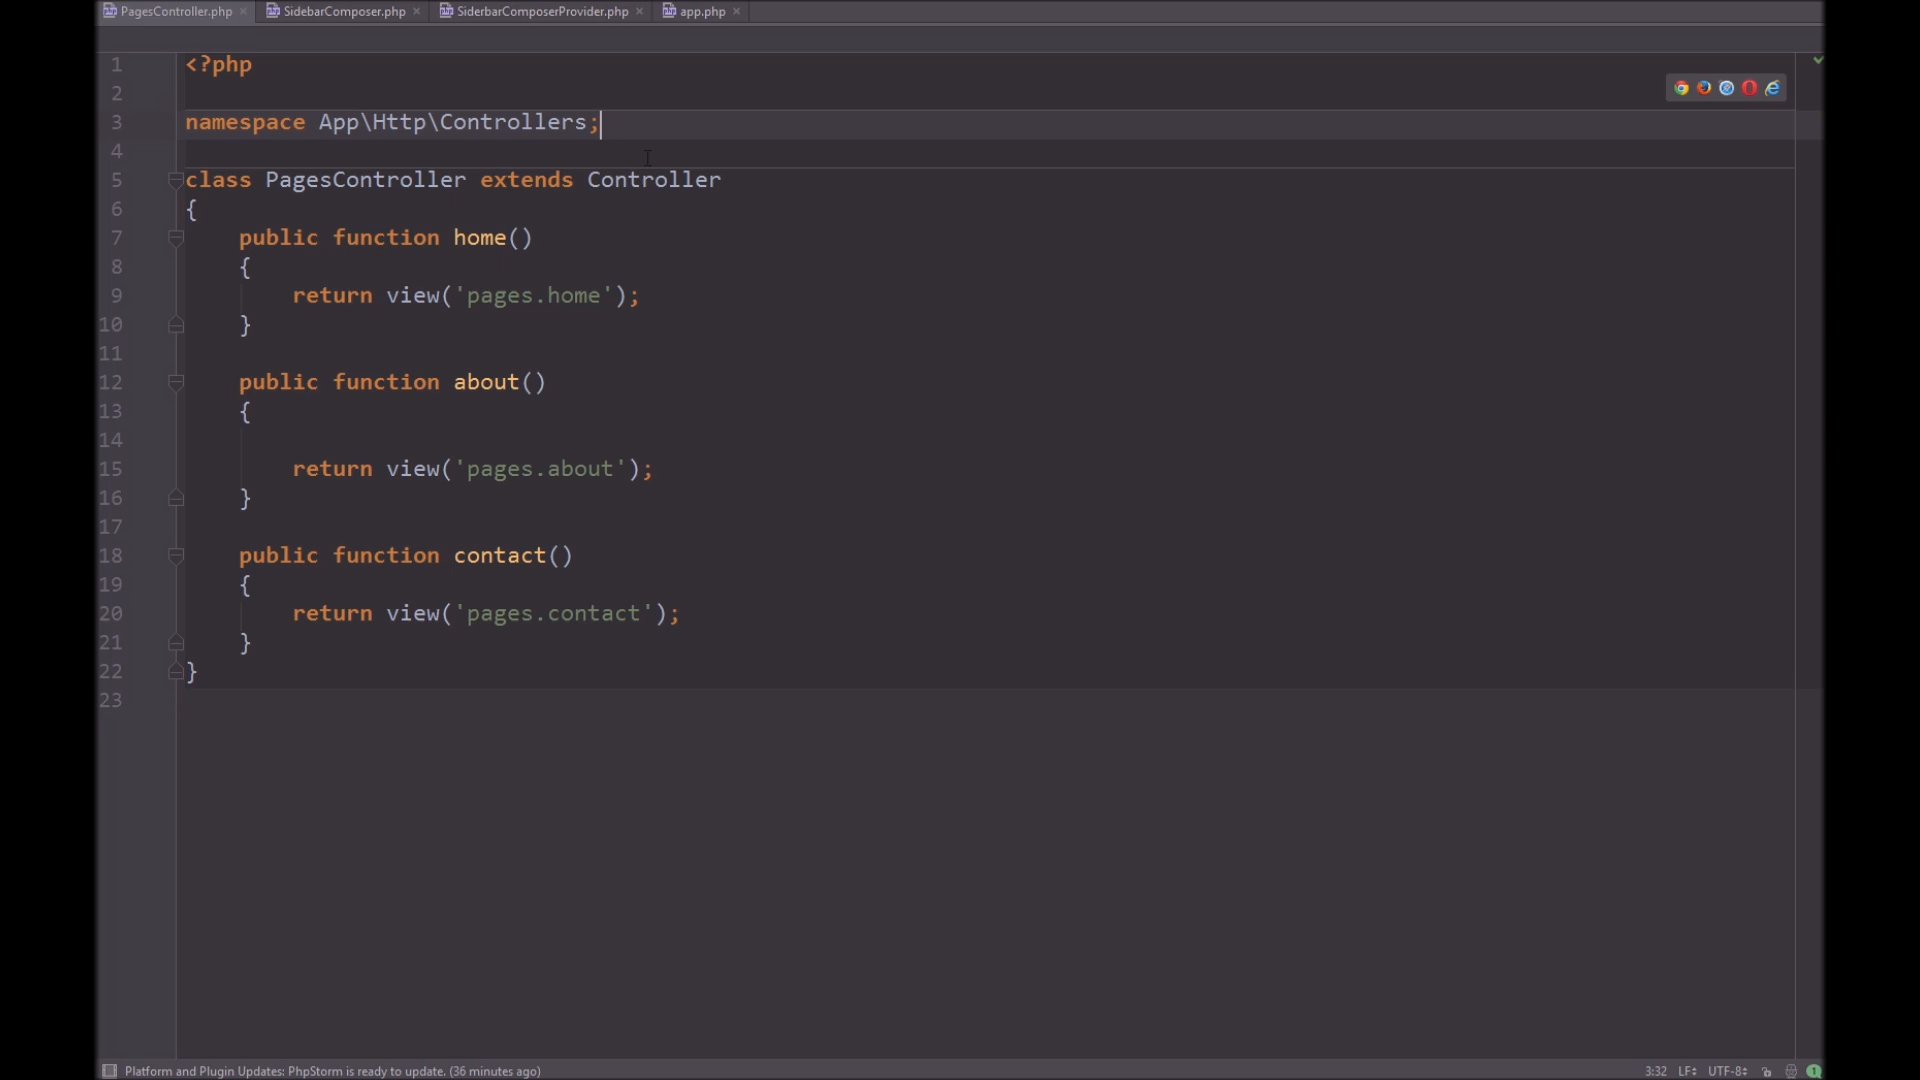 PagesController.php SidebarComposer.php SiderbarComposerProvider.php app.php
1 <?php
2
3 namespace App\Http\Controllers;
4
5 class PagesController extends Controller
6 {
7 public function home()
8 {
9 return view('pages.home');
10 }
11
12 public function about()
13 {
14
15 return view('pages.about');
16 }
17
18 public function contact()
19 {
20 return view('pages.contact');
21 }
22 }
23
Platform and Plugin Updates: PhpStorm is ready to update. (36 minutes ago) 3:32 LF UTF-8 1